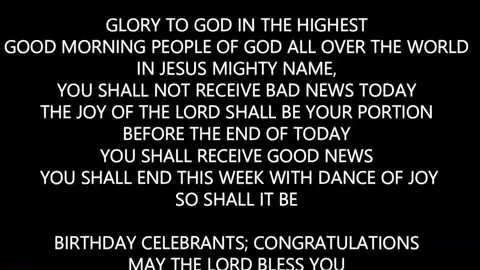 GLORY TO GOD IN THE HIGHEST
GOOD MORNING PEOPLE OF GOD ALL OVER THE WORLD
IN JESUS MIGHTY NAME,
YOU SHALL NOT RECEIVE BAD NEWS TODAY
THE JOY OF THE LORD SHALL BE YOUR PORTION
BEFORE THE END OF TODAY
YOU SHALL RECEIVE GOOD NEWS
YOU SHALL END THIS WEEK WITH DANCE OF JOY
SO SHALL IT BE
BIRTHDAY CELEBRANTS; CONGRATULATIONS
MAY THE LORD BLESS YOU